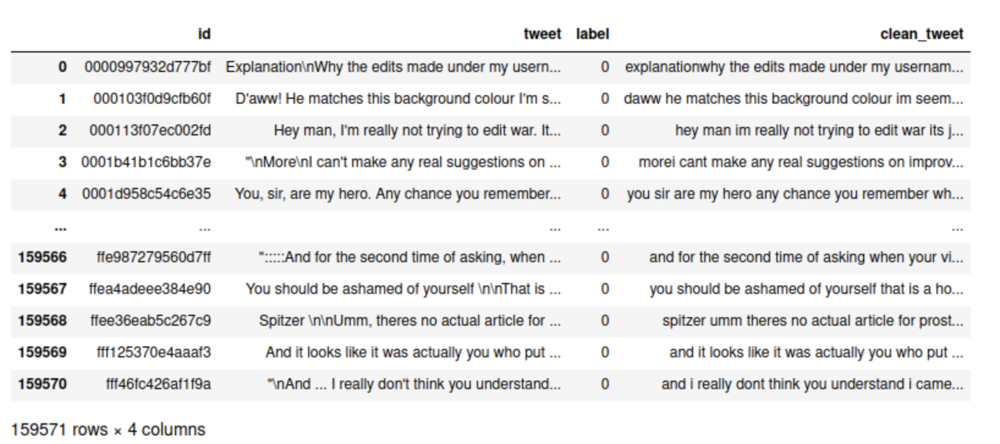 id tweet label clean_tweet
0 0000997932d777bf Explanation\nWhy the edits made under my usern... 0 explanationwhy the edits made under my usernam...
1 000103f0d9cfb60f D'aww! He matches this background colour I'm s... 0 daww he matches this background colour im seem...
2 000113f07ec002fd Hey man, I'm really not trying to edit war. It... 0 hey man im really not trying to edit war its j...
3 0001b41b1c6bb37e "\nMore\nI can't make any real suggestions on ... 0 morei cant make any real suggestions on improv...
4 0001d958c54c6e35 You, sir, are my hero. Any chance you remember... 0 you sir are my hero any chance you remember wh...
... ... ... ... ...
159566 ffe987279560d7ff ":::::And for the second time of asking, when ... 0 and for the second time of asking when your vi...
159567 ffea4adeee384e90 You should be ashamed of yourself \n\nThat is ... 0 you should be ashamed of yourself that is a ho...
159568 ffee36eab5c267c9 Spitzer \n\nUmm, theres no actual article for ... 0 spitzer umm theres no actual article for prost...
159569 fff125370e4aaaf3 And it looks like it was actually you who put ... 0 and it looks like it was actually you who put ...
159570 fff46fc426af1f9a "\nAnd ... I really don't think you understand... 0 and i really dont think you understand i came...
159571 rows × 4 columns